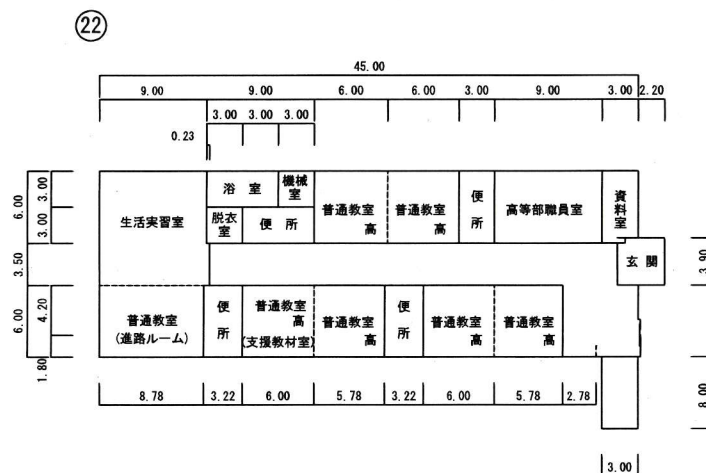 ㉒
45.00
9.00 9.00 6.00 6.00 3.00 9.00 3.00 2.20
3.00 3.00 3.00
0.23
6.00 3.00 3.00
3.50
6.00 4.20
1.80
生活実習室
浴室
機械室
脱衣室
便所
普通教室
高
普通教室
高
便所
高等部職員室
資料室
玄関
3.90
普通教室
(進路ルーム)
便所
普通教室
高
(支援教材室)
普通教室
高
便所
普通教室
高
普通教室
高
8.78 3.22 6.00 5.78 3.22 6.00 5.78 2.78
8.00
3.00